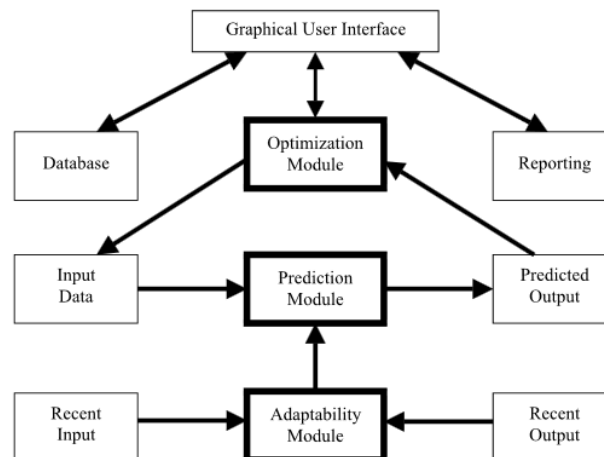 Graphical User Interface
Database
Optimization
Module
Reporting
Input
Data
Prediction
Module
Predicted
Output
Recent
Input
Adaptability
Module
Recent
Output